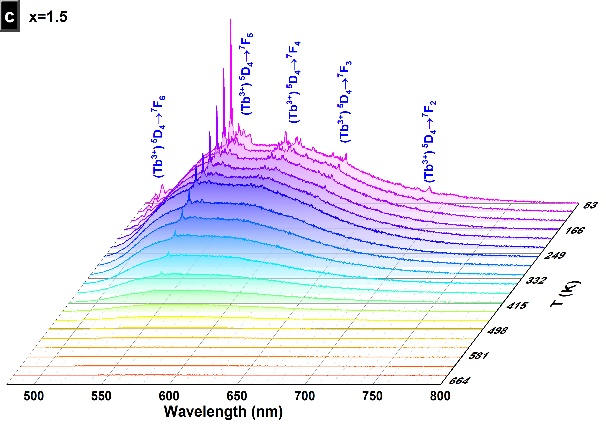 c x=1.5
(Tb³⁺) ⁵D₄→⁷F₆
(Tb³⁺) ⁵D₄→⁷F₅
(Tb³⁺) ⁵D₄→⁷F₄
(Tb³⁺) ⁵D₄→⁷F₃
(Tb³⁺) ⁵D₄→⁷F₂
83
166
249
332
415
498
581
664
T (K)
500 550 600 650 700 750 800
Wavelength (nm)